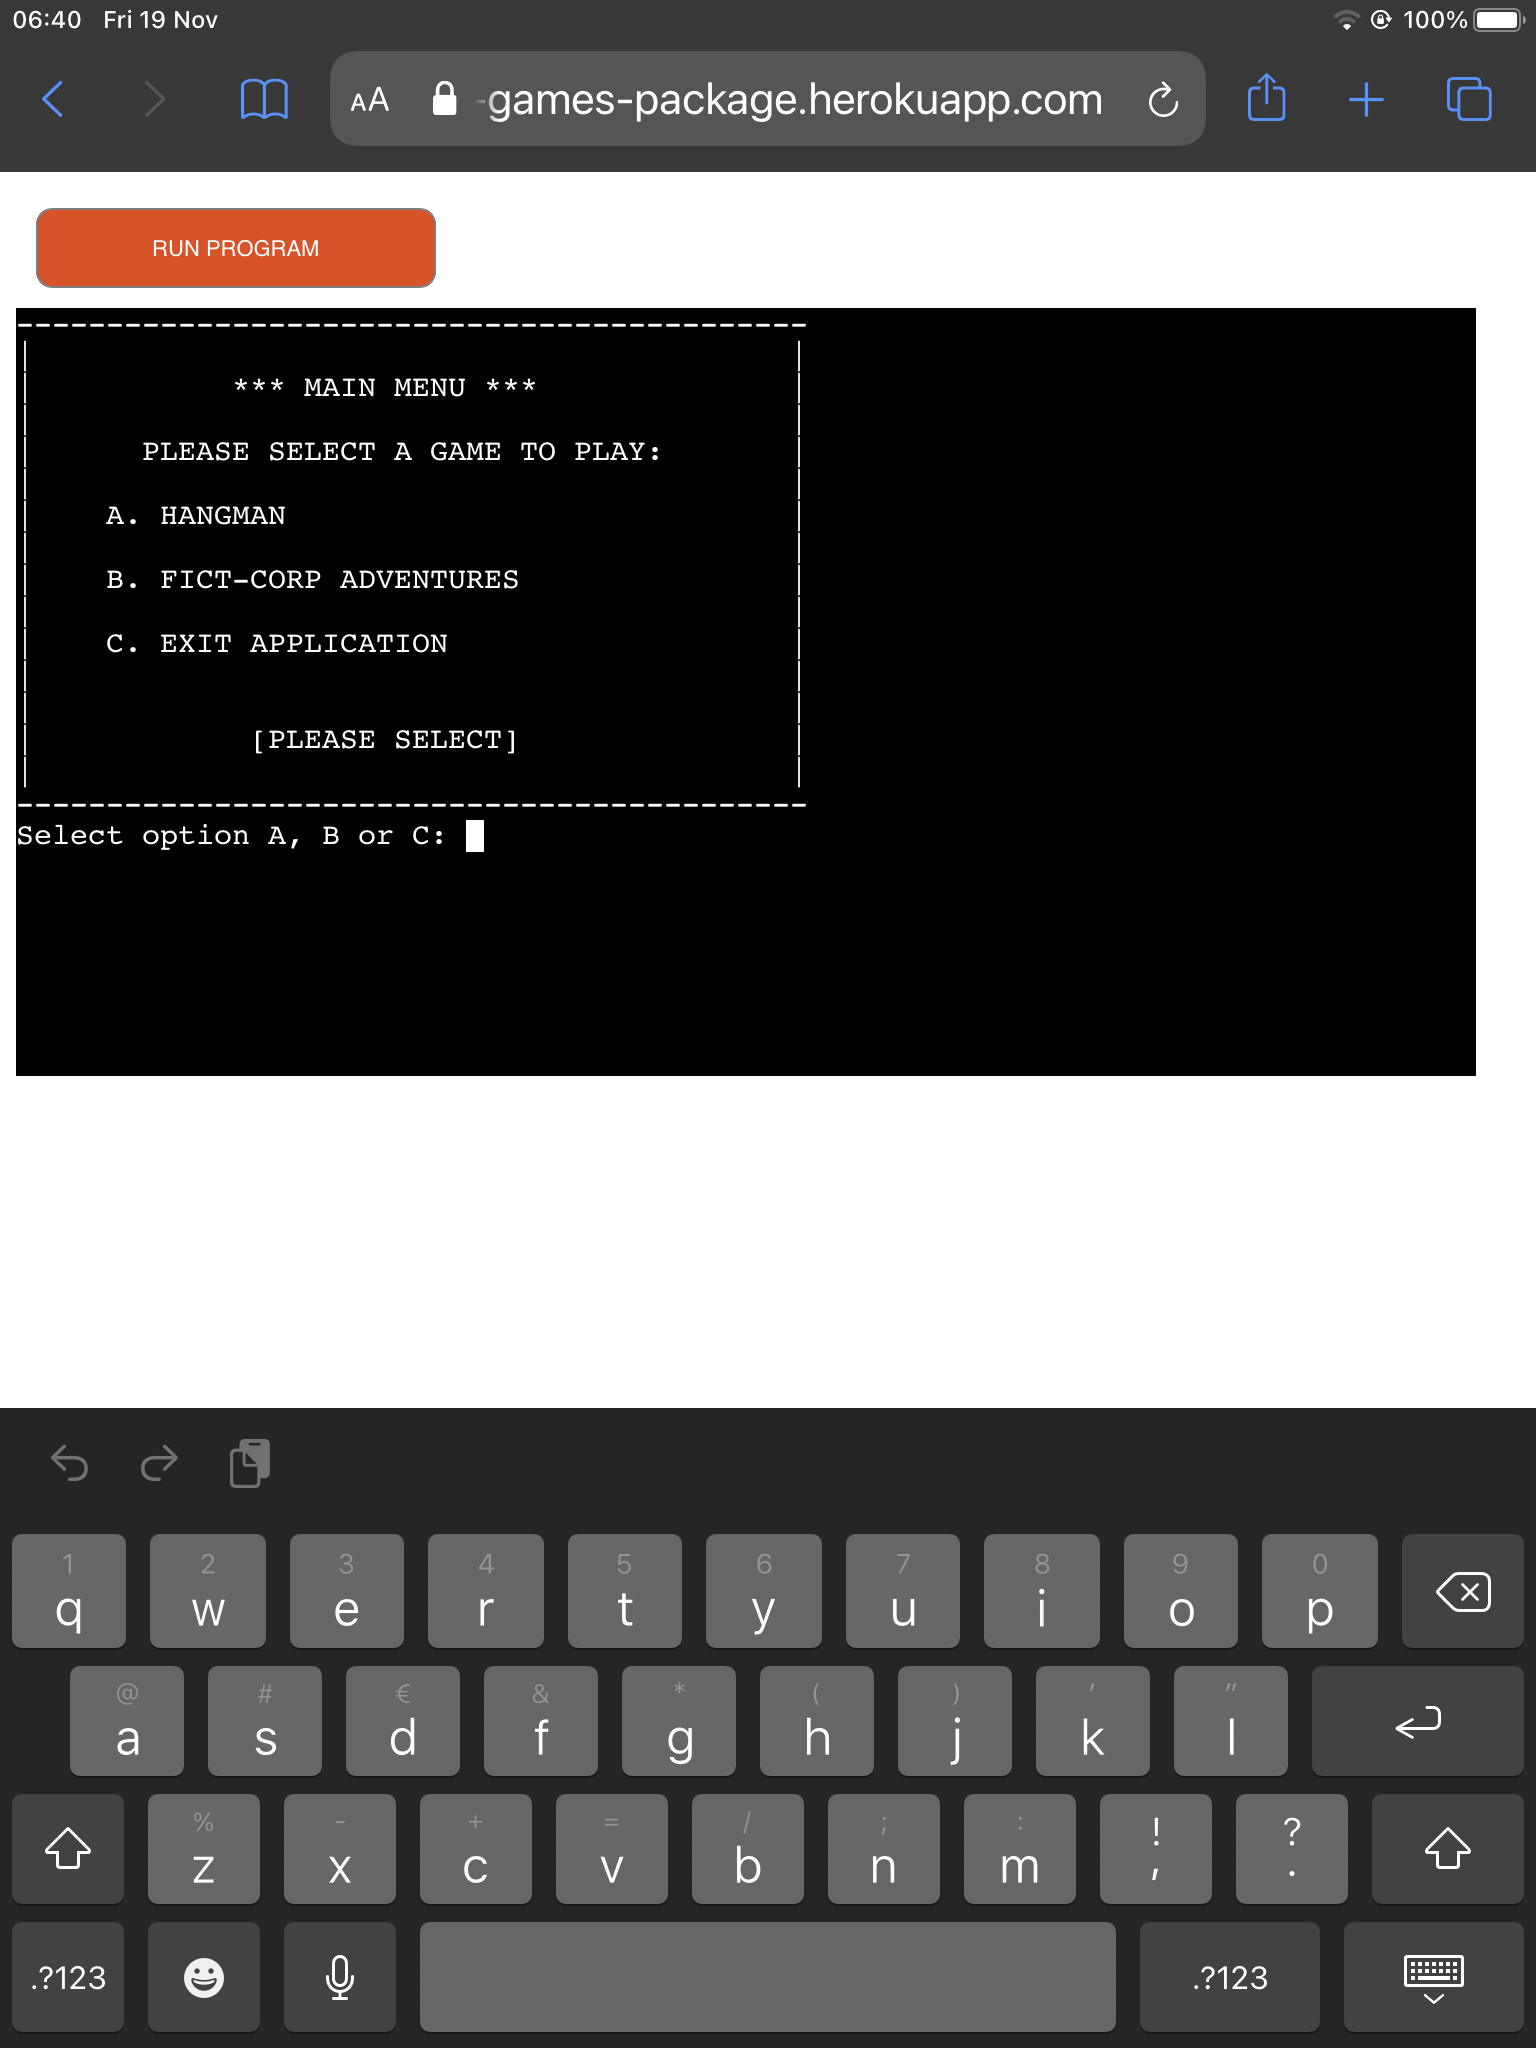 06:40 Fri 19 Nov 100%
AA -games-package.herokuapp.com
RUN PROGRAM
--------------------------------------------
*** MAIN MENU ***
PLEASE SELECT A GAME TO PLAY:
A. HANGMAN
B. FICT-CORP ADVENTURES
C. EXIT APPLICATION
[PLEASE SELECT]
--------------------------------------------
Select option A, B or C:
1 2 3 4 5 6 7 8 9 0
q w e r t y u i o p
@ # € & * ( ) ' "
a s d f g h j k l
% - + = / ; : ! ?
z x c v b n m , .
.?123 .?123